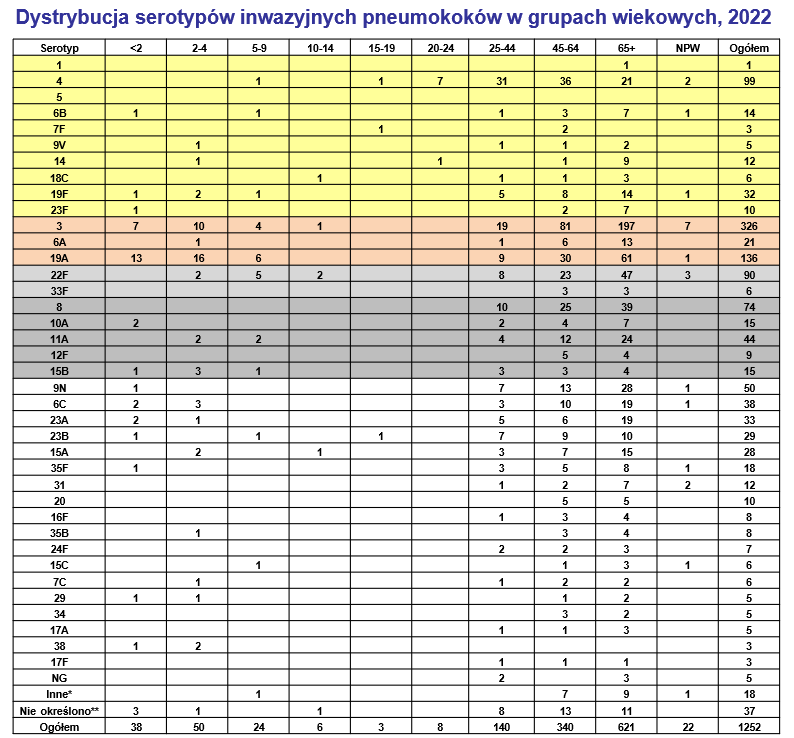 Dystrybucja serotypów inwazyjnych pneumokoków w grupach wiekowych, 2022
Serotyp <2 2-4 5-9 10-14 15-19 20-24 25-44 45-64 65+ NPW Ogółem
1 1 1
4 1 1 7 31 36 21 2 99
5
6B 1 1 1 3 7 1 14
7F 1 2 3
9V 1 1 1 2 5
14 1 1 1 9 12
18C 1 1 1 3 6
19F 1 2 1 5 8 14 1 32
23F 1 2 7 10
3 7 10 4 1 19 81 197 7 326
6A 1 1 6 13 21
19A 13 16 6 9 30 61 1 136
22F 2 5 2 8 23 47 3 90
33F 3 3 6
8 10 25 39 74
10A 2 2 4 7 15
11A 2 2 4 12 24 44
12F 5 4 9
15B 1 3 1 3 3 4 15
9N 1 7 13 28 1 50
6C 2 3 3 10 19 1 38
23A 2 1 5 6 19 33
23B 1 1 1 7 9 10 29
15A 2 1 3 7 15 28
35F 1 3 5 8 1 18
31 1 2 7 2 12
20 5 5 10
16F 1 3 4 8
35B 1 3 4 8
24F 2 2 3 7
15C 1 1 3 1 6
7C 1 1 2 2 6
29 1 1 1 2 5
34 3 2 5
17A 1 1 3 5
38 1 2 3
17F 1 1 1 3
NG 2 3 5
Inne* 1 7 9 1 18
Nie określono** 3 1 1 8 13 11 37
Ogółem 38 50 24 6 3 8 140 340 621 22 1252